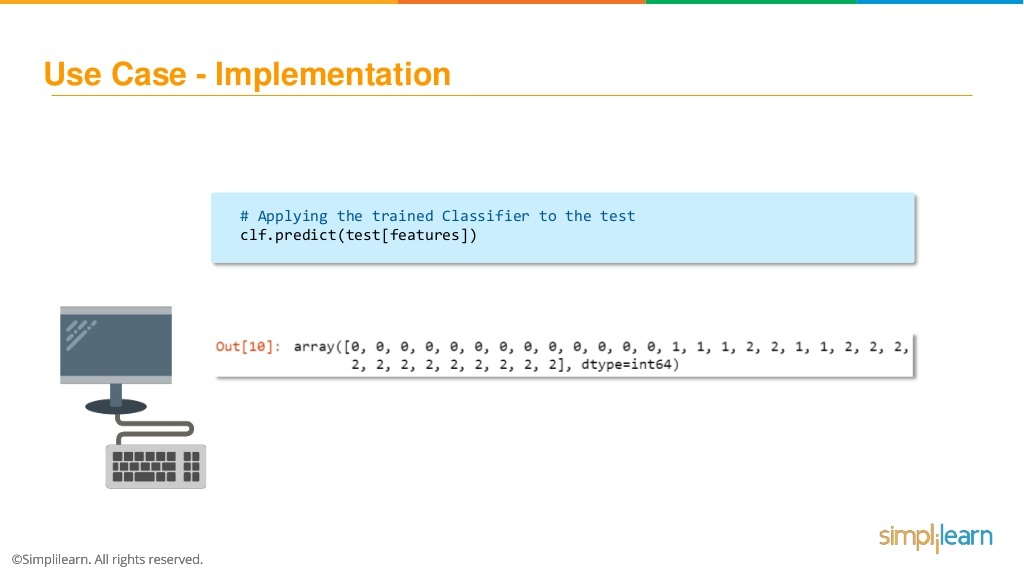 Use Case - Implementation
# Applying the trained Classifier to the test
clf.predict(test[features])
Out[10]: array([0, 0, 0, 0, 0, 0, 0, 0, 0, 0, 0, 0, 0, 1, 1, 1, 2, 2, 1, 1, 2, 2, 2,
2, 2, 2, 2, 2, 2, 2, 2, 2], dtype=int64)
simplilearn
©Simplilearn. All rights reserved.